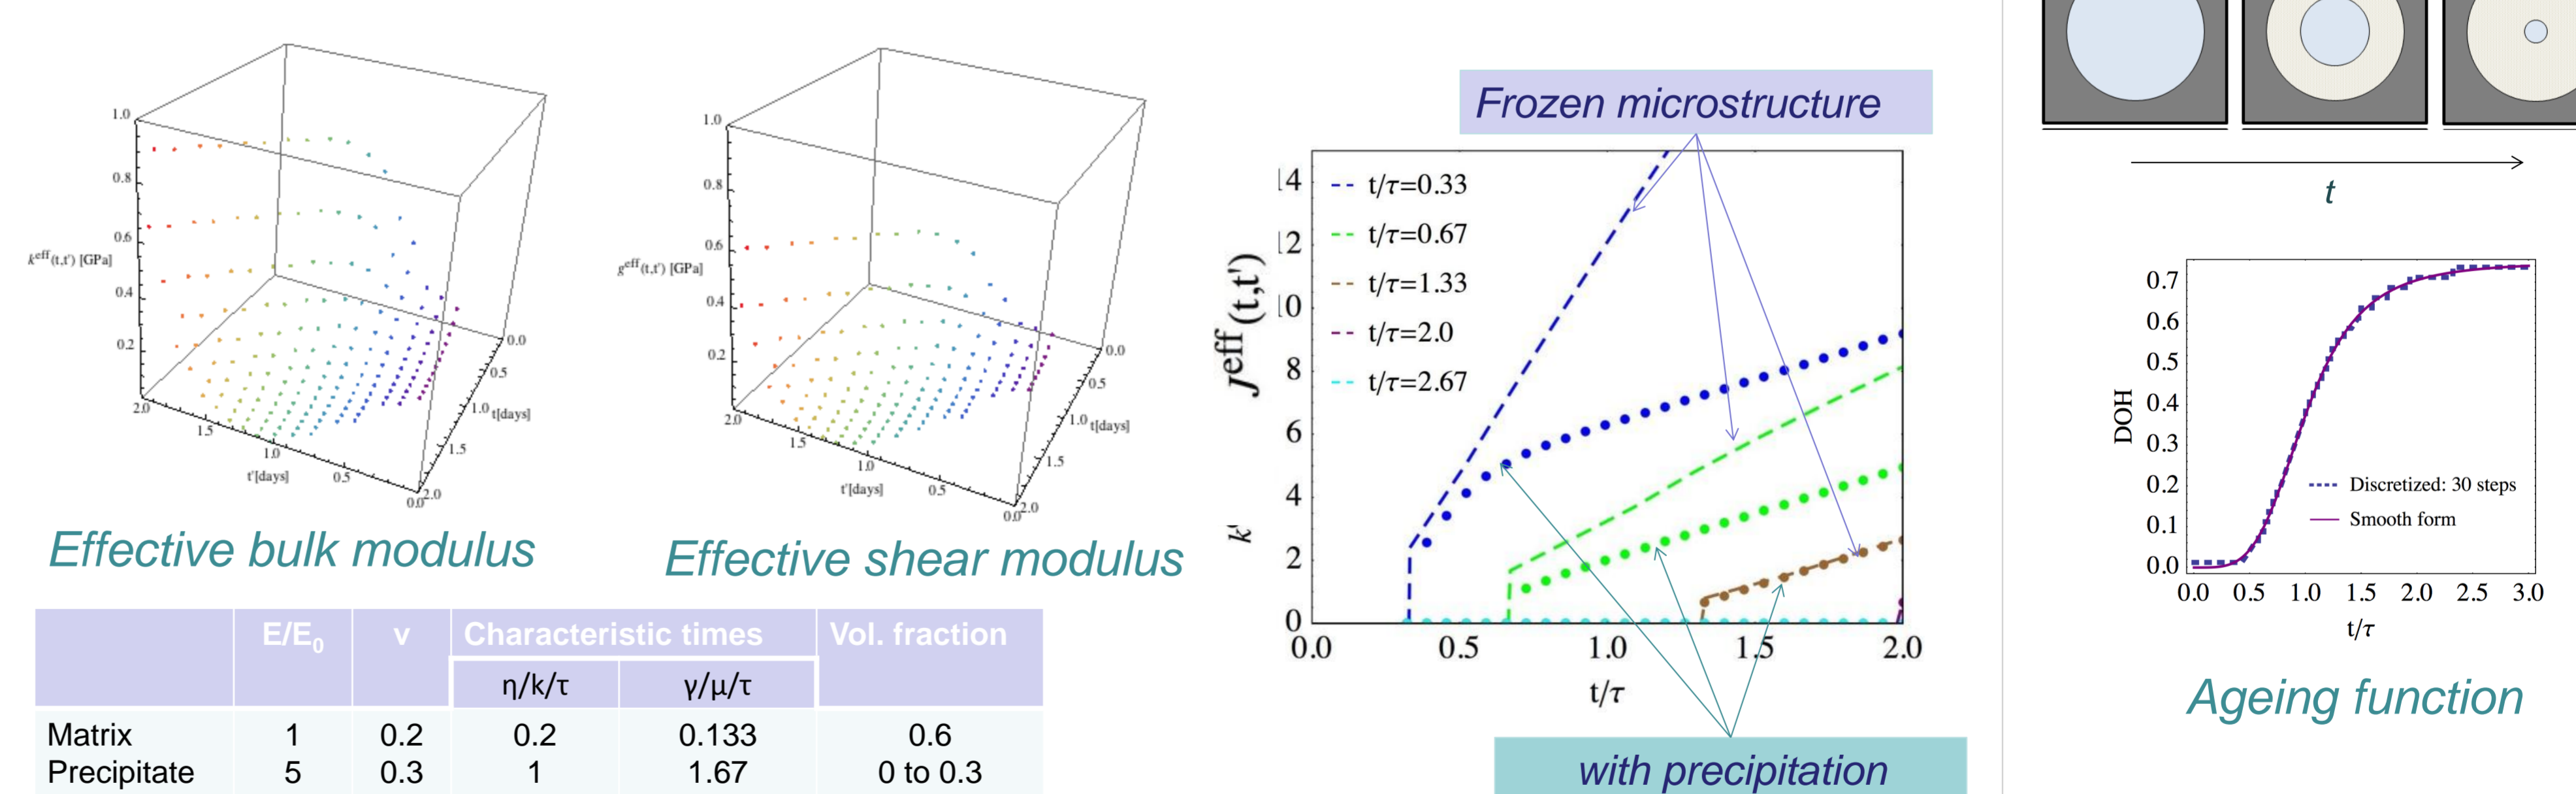 1.0
0.8
0.6
0.4
0.2
k^eff(t,t') [GPa]
2.0
1.5
1.0
0.5
0.0
t'[days]
0.0
0.5
1.0
1.5
2.0
t[days]
Effective bulk modulus
1.0
0.8
0.6
0.4
0.2
g^eff(t,t') [GPa]
2.0
1.5
1.0
0.5
0.0
t'[days]
0.0
0.5
1.0
1.5
2.0
t[days]
Effective shear modulus
E/E₀ ν Characteristic times Vol. fraction
η/k/τ γ/μ/τ
Matrix 1 0.2 0.2 0.133 0.6
Precipitate 5 0.3 1 1.67 0 to 0.3
Frozen microstructure
J^eff(t,t')
k'
14
12
10
8
6
4
2
0
t/τ=0.33
t/τ=0.67
t/τ=1.33
t/τ=2.0
t/τ=2.67
0.0 0.5 1.0 1.5 2.0
t/τ
with precipitation
t
DOH
0.7
0.6
0.5
0.4
0.3
0.2
0.1
0.0
Discretized: 30 steps
Smooth form
0.0 0.5 1.0 1.5 2.0 2.5 3.0
t/τ
Ageing function